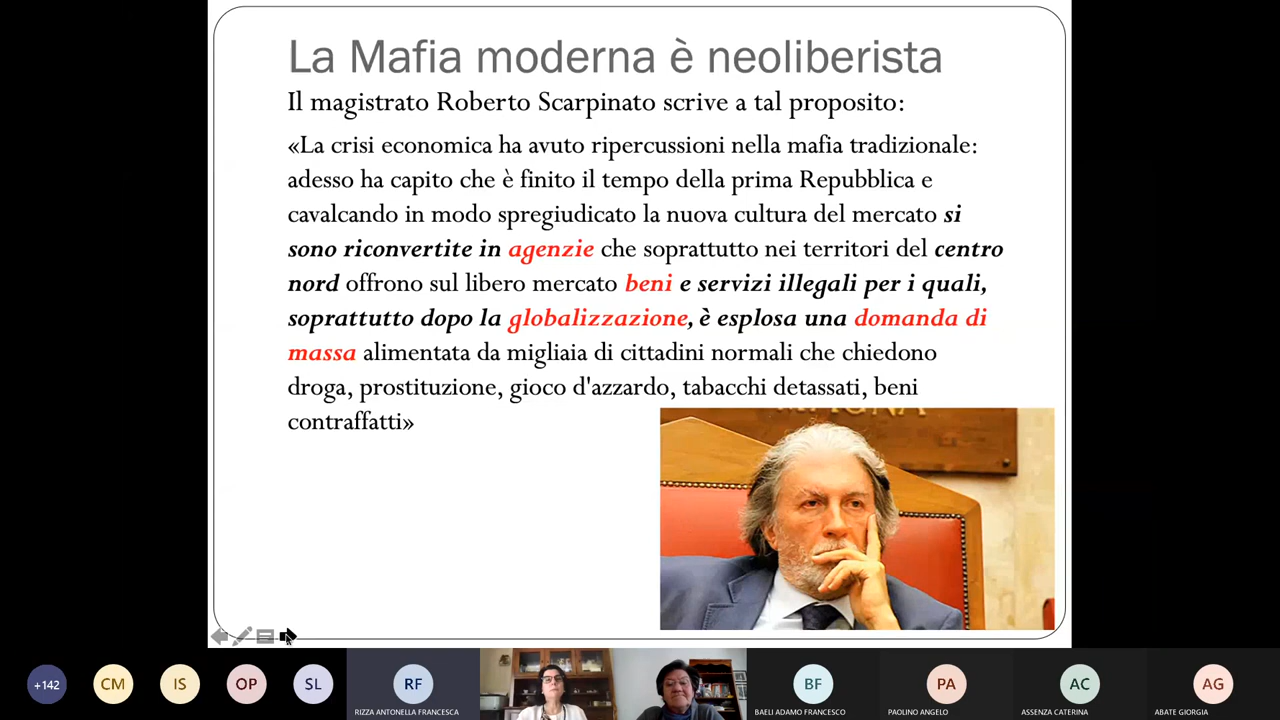 La Mafia moderna è neoliberista
Il magistrato Roberto Scarpinato scrive a tal proposito:
«La crisi economica ha avuto ripercussioni nella mafia tradizionale:
adesso ha capito che è finito il tempo della prima Repubblica e
cavalcando in modo spregiudicato la nuova cultura del mercato si
sono riconvertite in agenzie che soprattutto nei territori del centro
nord offrono sul libero mercato beni e servizi illegali per i quali,
soprattutto dopo la globalizzazione, è esplosa una domanda di
massa alimentata da migliaia di cittadini normali che chiedono
droga, prostituzione, gioco d'azzardo, tabacchi detassati, beni
contraffatti»
+142
CM
IS
OP
SL
RF
RIZZA ANTONELLA FRANCESCA
BF
BAELI ADAMO FRANCESCO
PA
PAOLINO ANGELO
AC
ASSENZA CATERINA
AG
ABATE GIORGIA